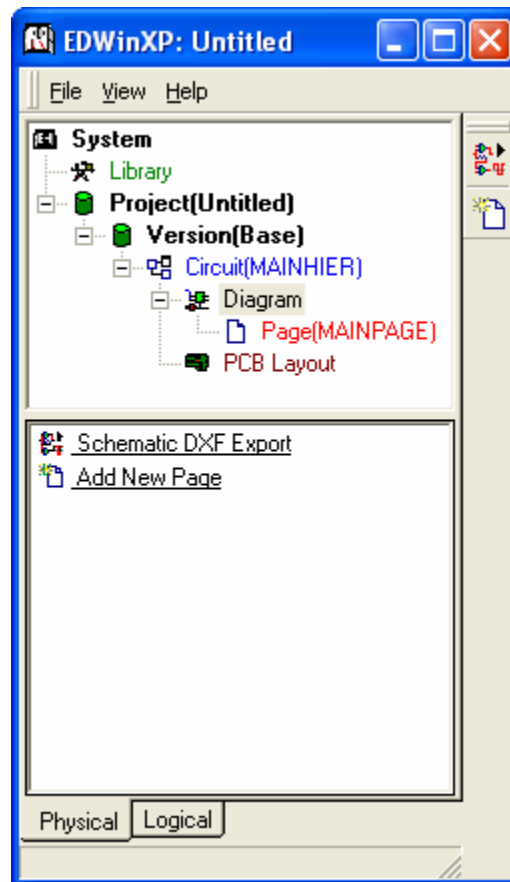 EDWinXP: Untitled
File View Help
System
Library
Project(Untitled)
Version(Base)
Circuit(MAINHIER)
Diagram
Page(MAINPAGE)
PCB Layout
Schematic DXF Export
Add New Page
Physical Logical